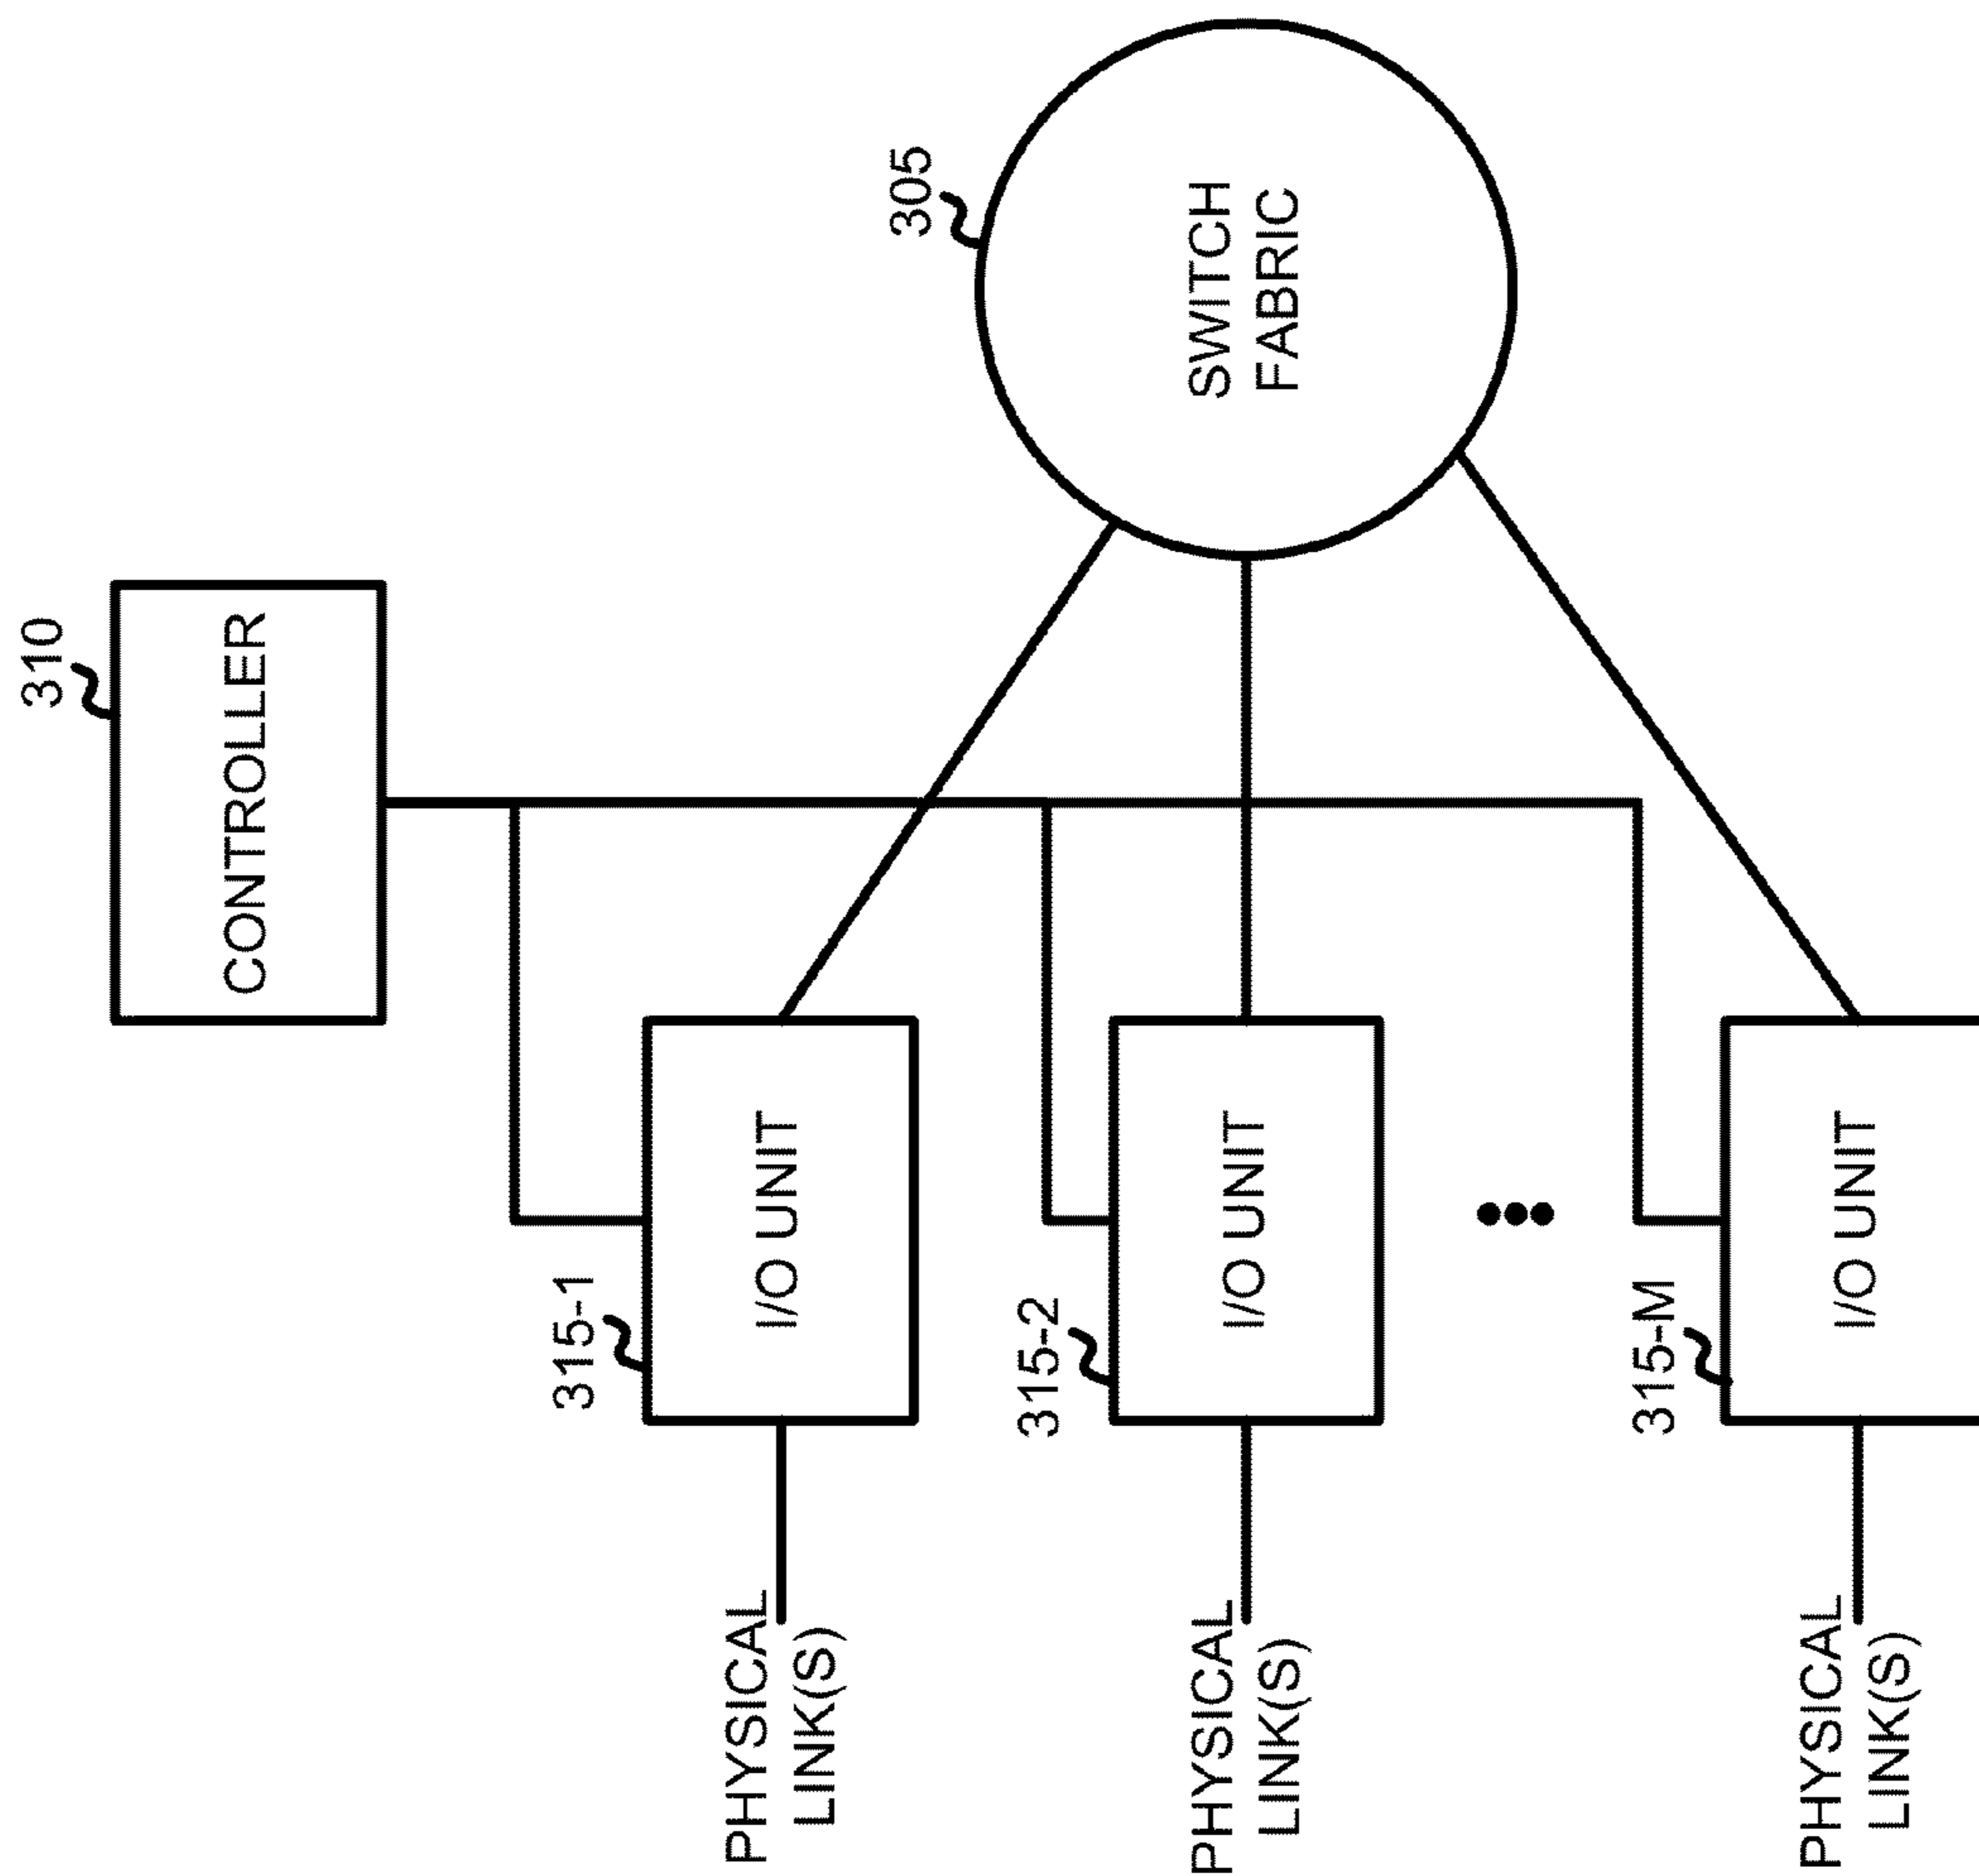 310
CONTROLLER
305
SWITCH
FABRIC
315-1
I/O UNIT
PHYSICAL
LINK(S)
315-2
I/O UNIT
PHYSICAL
LINK(S)
315-M
I/O UNIT
PHYSICAL
LINK(S)